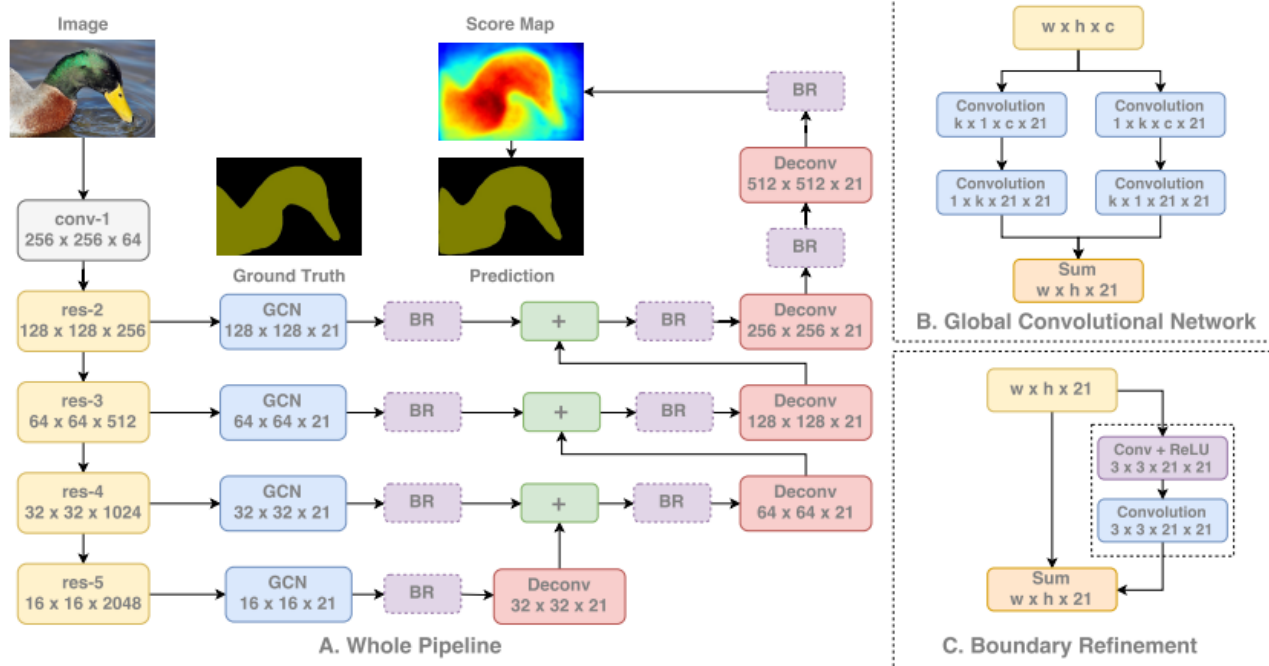 Image
Score Map
BR
conv-1
256 x 256 x 64
Deconv
512 x 512 x 21
BR
Ground Truth
Prediction
res-2
128 x 128 x 256
GCN
128 x 128 x 21
BR
+
BR
Deconv
256 x 256 x 21
res-3
64 x 64 x 512
GCN
64 x 64 x 21
BR
+
BR
Deconv
128 x 128 x 21
res-4
32 x 32 x 1024
GCN
32 x 32 x 21
BR
+
BR
Deconv
64 x 64 x 21
res-5
16 x 16 x 2048
GCN
16 x 16 x 21
BR
Deconv
32 x 32 x 21
A. Whole Pipeline
w x h x c
Convolution
k x 1 x c x 21
Convolution
1 x k x c x 21
Convolution
1 x k x 21 x 21
Convolution
k x 1 x 21 x 21
Sum
w x h x 21
B. Global Convolutional Network
w x h x 21
Conv + ReLU
3 x 3 x 21 x 21
Convolution
3 x 3 x 21 x 21
Sum
w x h x 21
C. Boundary Refinement